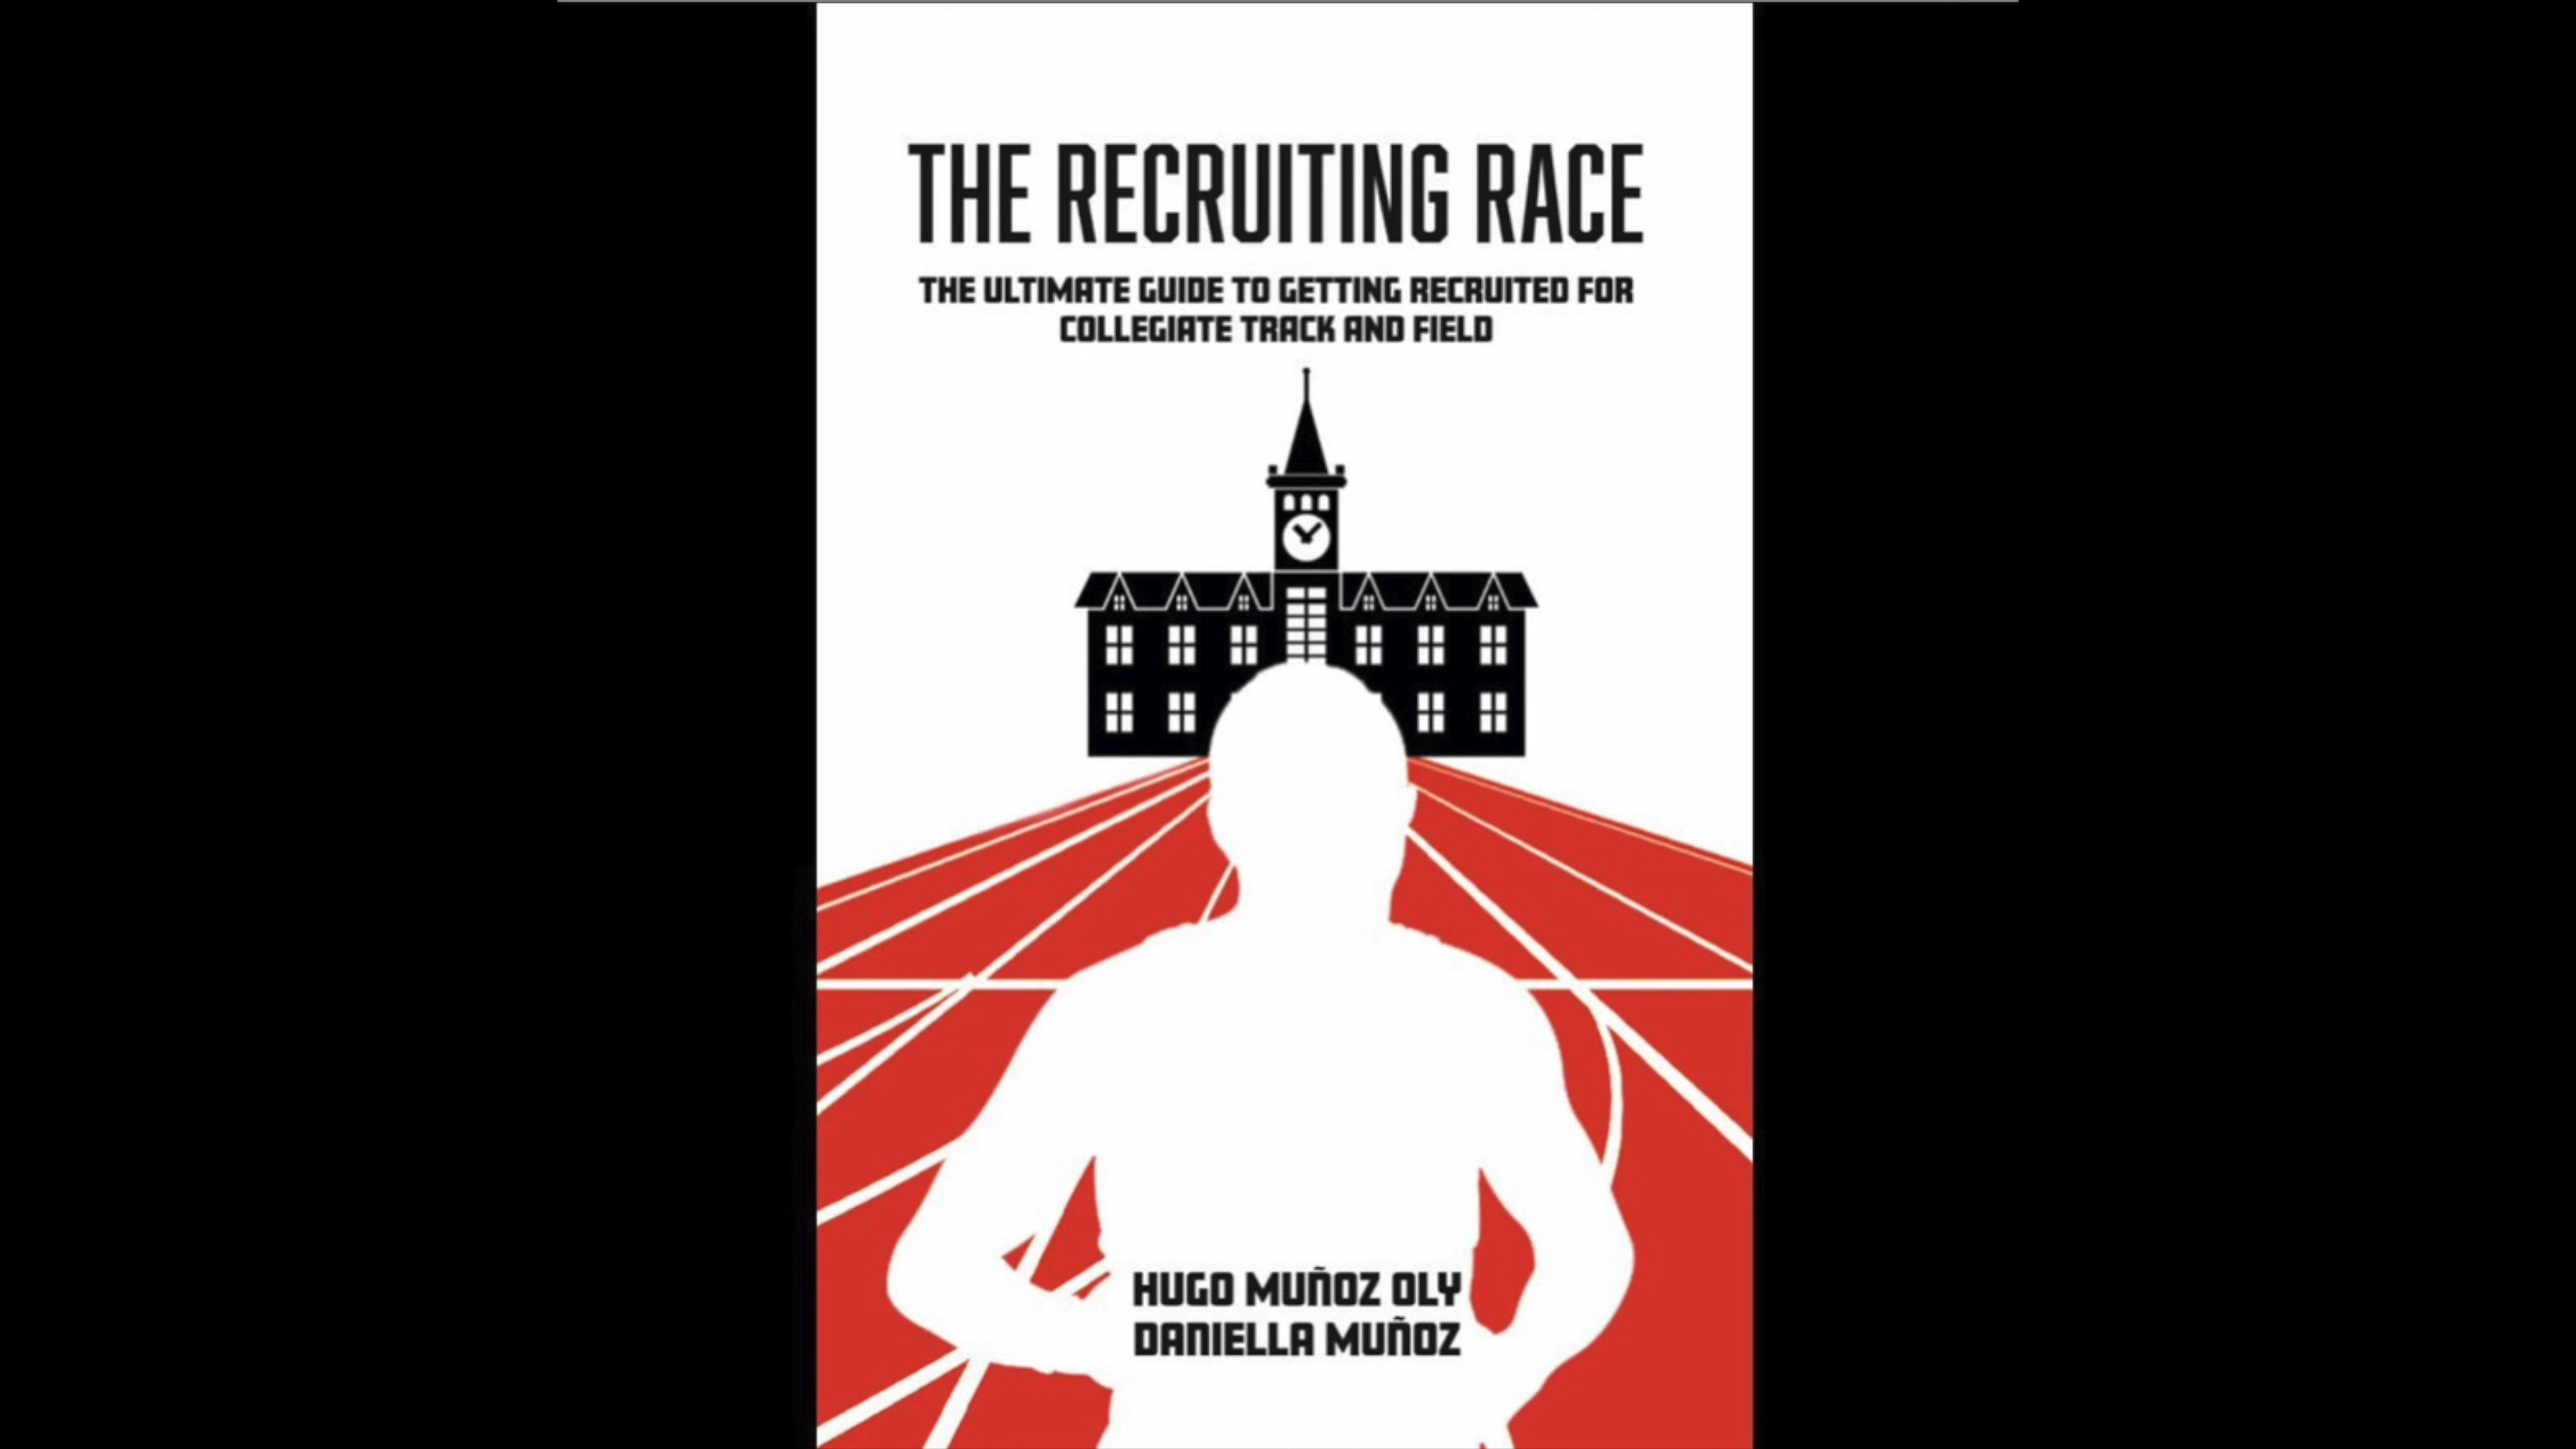 THE RECRUITING RACE
THE ULTIMATE GUIDE TO GETTING RECRUITED FOR
COLLEGIATE TRACK AND FIELD
HUGO MUÑOZ OLY
DANIELLA MUÑOZ